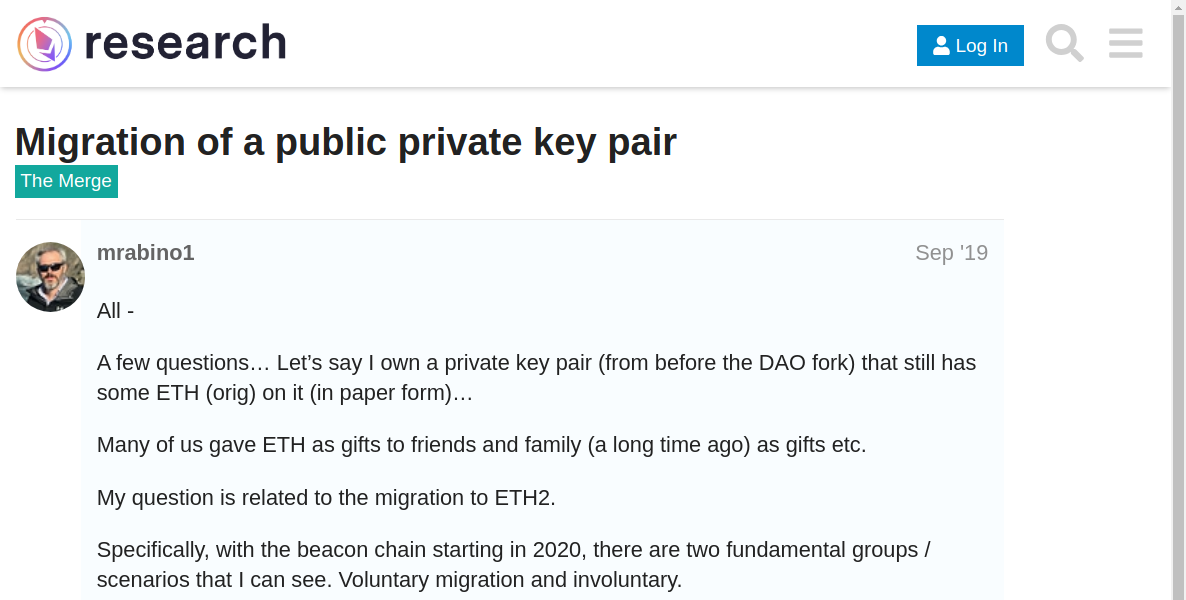 research
Log In
Migration of a public private key pair
The Merge
mrabino1
Sep '19
All -
A few questions… Let’s say I own a private key pair (from before the DAO fork) that still has
some ETH (orig) on it (in paper form)…
Many of us gave ETH as gifts to friends and family (a long time ago) as gifts etc.
My question is related to the migration to ETH2.
Specifically, with the beacon chain starting in 2020, there are two fundamental groups /
scenarios that I can see. Voluntary migration and involuntary.